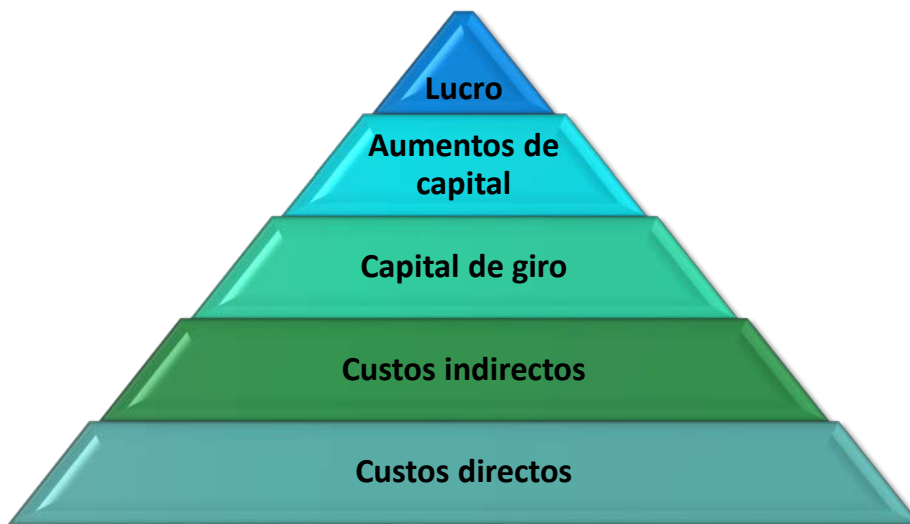 Lucro
Aumentos de
capital
Capital de giro
Custos indirectos
Custos directos